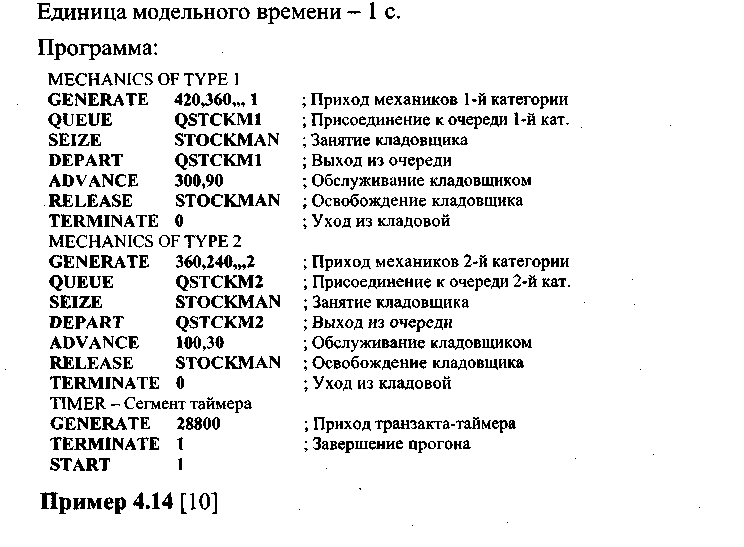 Единица модельного времени – 1 с.
Программа:
MECHANICS OF TYPE 1
GENERATE 420,360,,, 1 ; Приход механиков 1-й категории
QUEUE QSTCKM1 ; Присоединение к очереди 1-й кат.
SEIZE STOCKMAN ; Занятие кладовщика
DEPART QSTCKM1 ; Выход из очереди
ADVANCE 300,90 ; Обслуживание кладовщиком
RELEASE STOCKMAN ; Освобождение кладовщика
TERMINATE 0 ; Уход из кладовой
MECHANICS OF TYPE 2
GENERATE 360,240,,,2 ; Приход механиков 2-й категории
QUEUE QSTCKM2 ; Присоединение к очереди 2-й кат.
SEIZE STOCKMAN ; Занятие кладовщика
DEPART QSTCKM2 ; Выход из очереди
ADVANCE 100,30 ; Обслуживание кладовщиком
RELEASE STOCKMAN ; Освобождение кладовщика
TERMINATE 0 ; Уход из кладовой
TIMER – Сегмент таймера
GENERATE 28800 ; Приход транзакта-таймера
TERMINATE 1 ; Завершение прогона
START 1
Пример 4.14 [10]